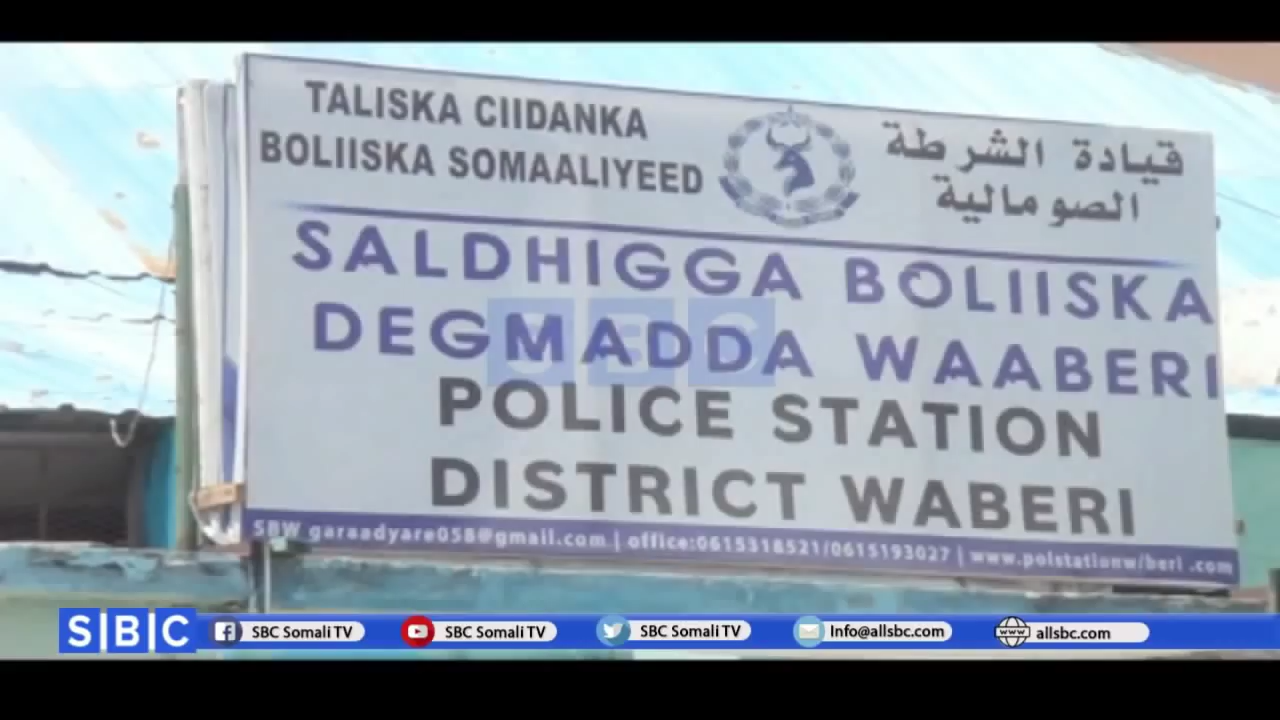 TALISKA CIIDANKA
BOLIISKA SOMAALIYEED
قيادة الشرطة
الصومالية
SALDHIGGA BOLIISKA
DEGMADDA WAABERI
SBC
POLICE STATION
DISTRICT WABERI
SBW garaadyare058@gmail.com | office:0615318521/0615193027 | www.polstationw/beri .com
S|B|C SBC Somali TV SBC Somali TV SBC Somali TV Info@allsbc.com allsbc.com